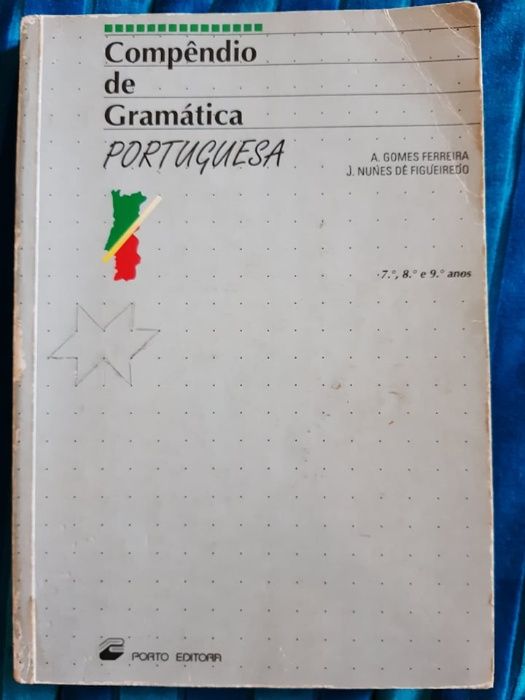 Compêndio
de
Gramática
PORTUGUESA
A. GOMES FERREIRA
J. NUNES DE FIGUEIREDO
7.º, 8.º e 9.º anos
PORTO EDITORA